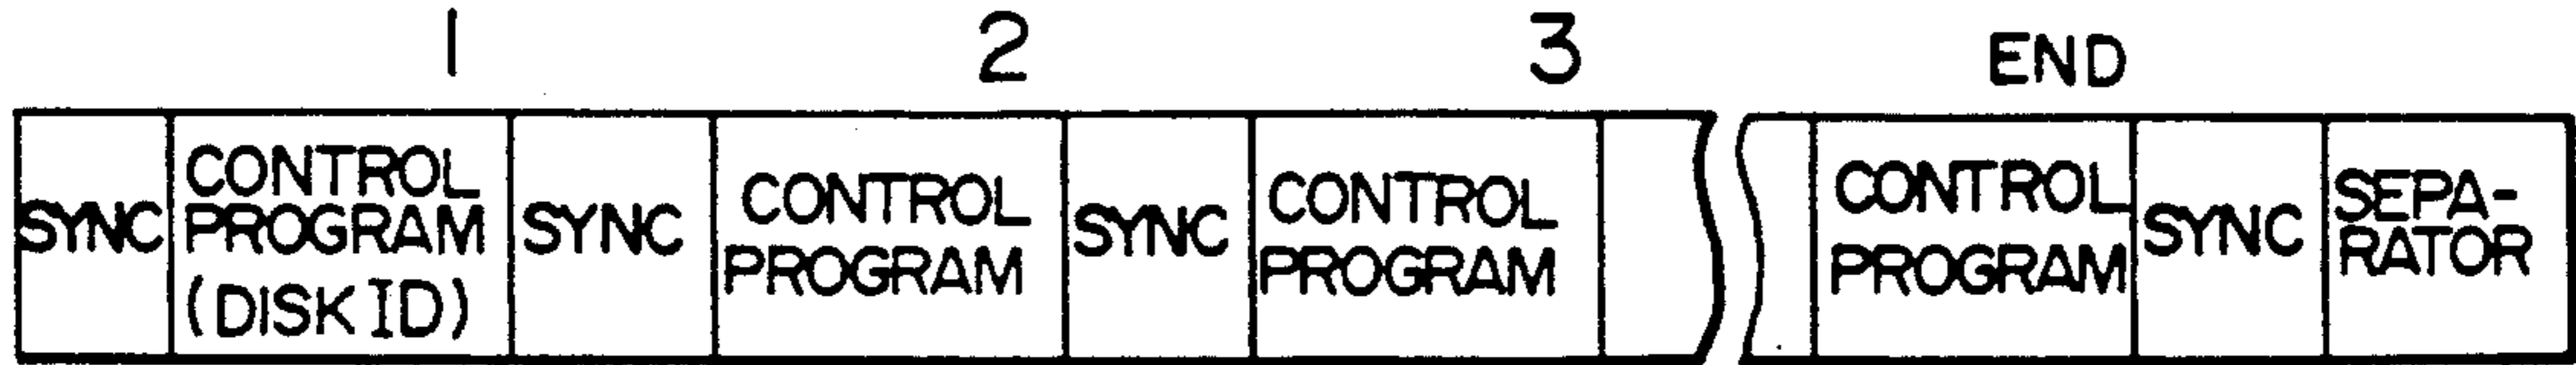 1 2 3 END
SYNC
CONTROL
PROGRAM
(DISK ID)
SYNC
CONTROL
PROGRAM
SYNC
CONTROL
PROGRAM
CONTROL
PROGRAM
SYNC
SEPA-
RATOR